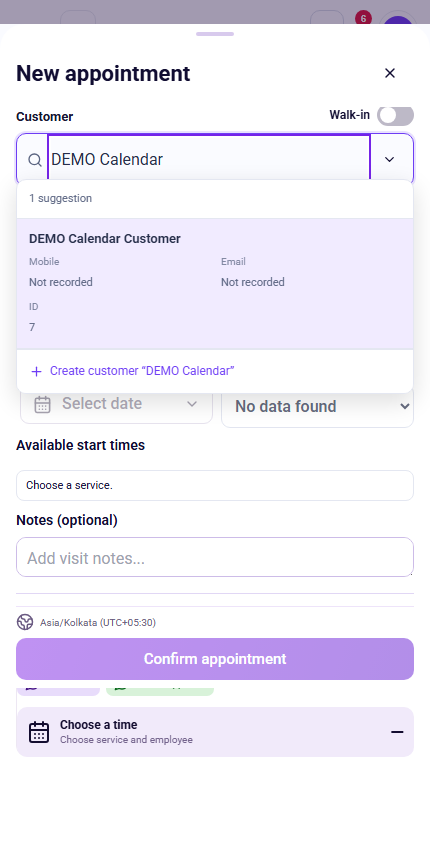 6
New appointment
Customer
Walk-in
DEMO Calendar
1 suggestion
DEMO Calendar Customer
Mobile
Email
Not recorded
Not recorded
ID
7
Create customer “DEMO Calendar”
Select date
No data found
Available start times
Choose a service.
Notes (optional)
Add visit notes...
Asia/Kolkata (UTC+05:30)
Confirm appointment
Choose a time
Choose service and employee